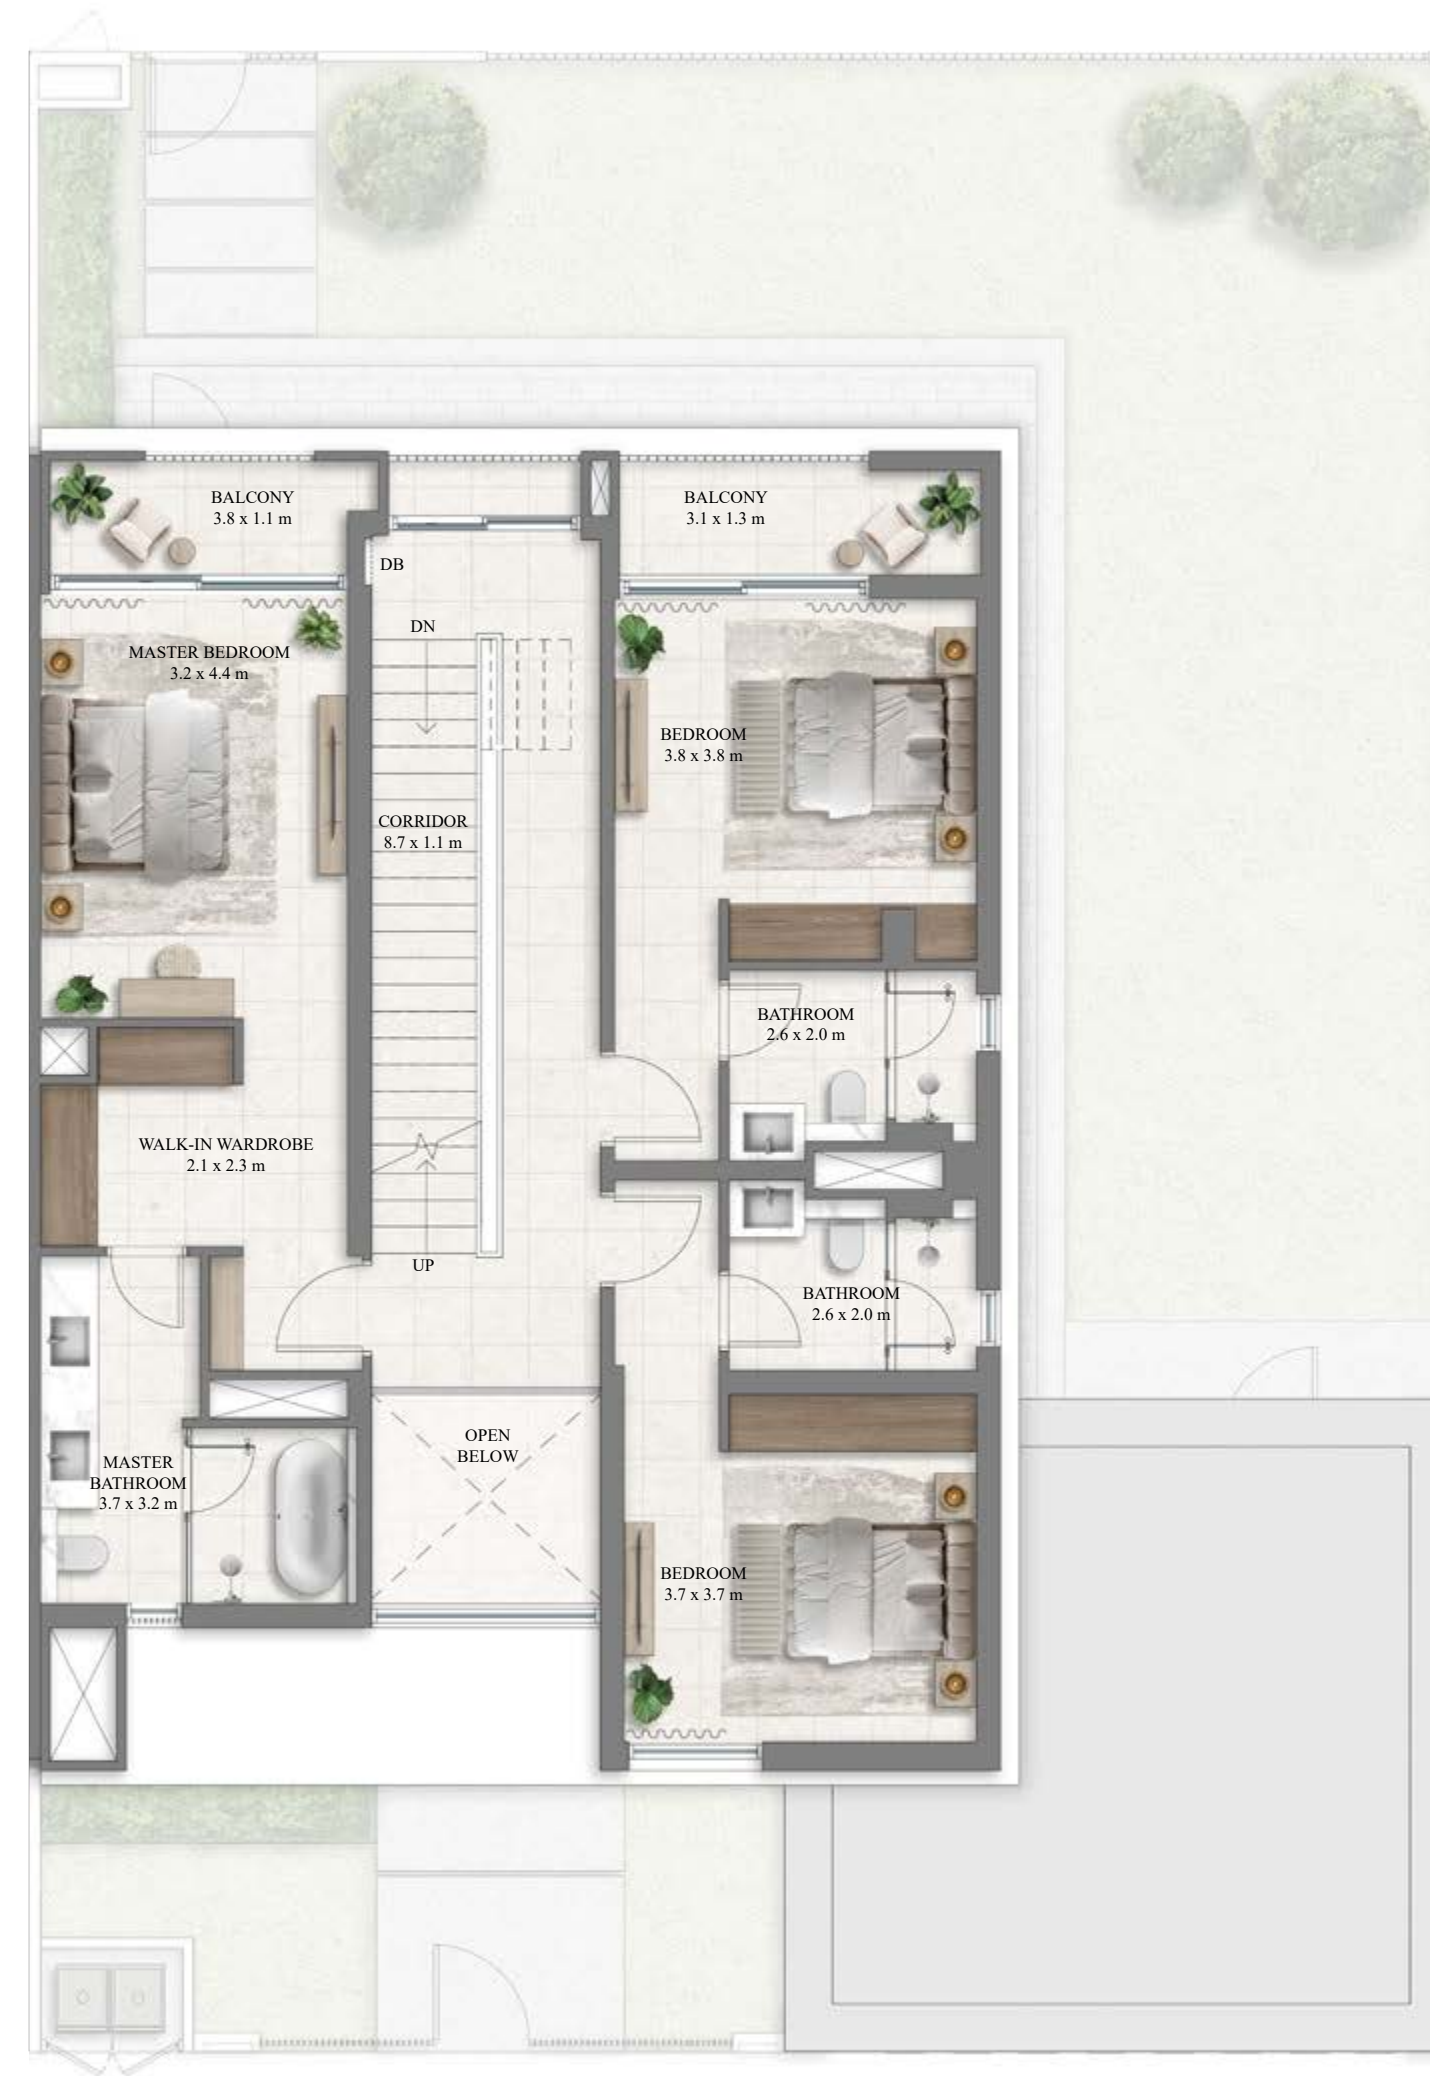 BALCONY
3.8 x 1.1 m
BALCONY
3.1 x 1.3 m
DB
DN
MASTER BEDROOM
3.2 x 4.4 m
BEDROOM
3.8 x 3.8 m
CORRIDOR
8.7 x 1.1 m
BATHROOM
2.6 x 2.0 m
WALK-IN WARDROBE
2.1 x 2.3 m
UP
BATHROOM
2.6 x 2.0 m
OPEN
BELOW
MASTER
BATHROOM
3.7 x 3.2 m
BEDROOM
3.7 x 3.7 m